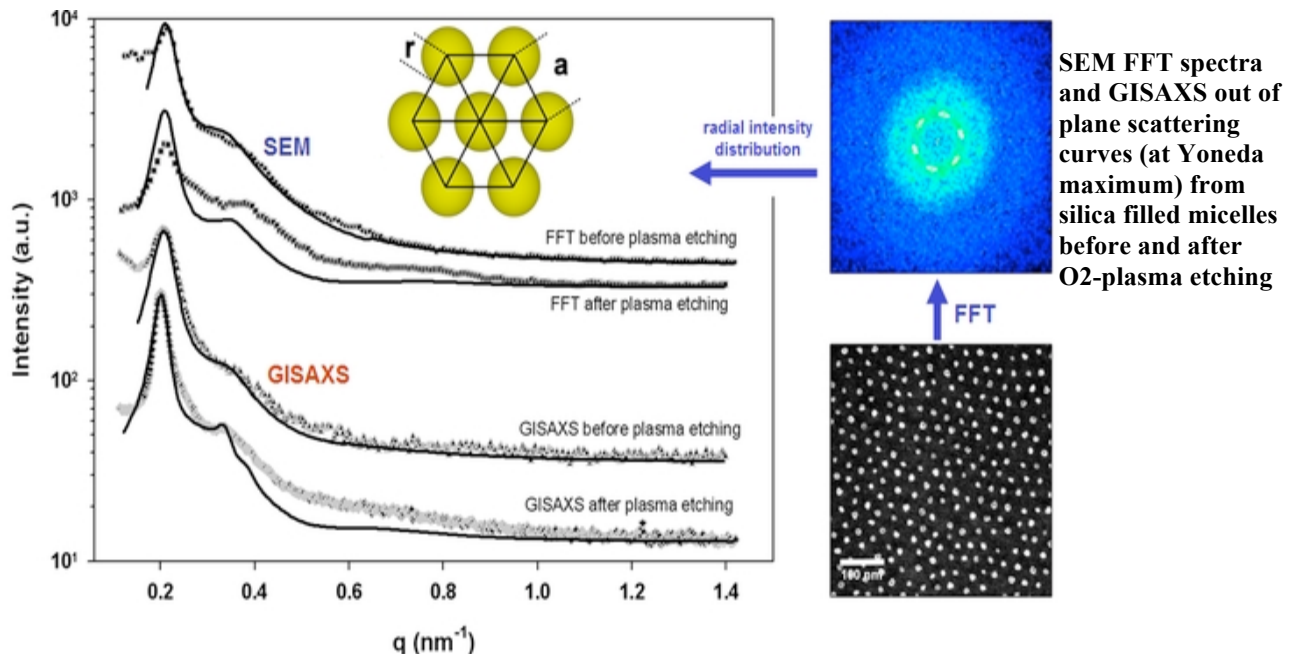 10⁴
10³
10²
10¹
Intensity (a.u.)
r
a
SEM
FFT before plasma etching
FFT after plasma etching
GISAXS
GISAXS before plasma etching
GISAXS after plasma etching
0.2 0.4 0.6 0.8 1.0 1.2 1.4
q (nm⁻¹)
radial intensity
distribution
FFT
100 nm
SEM FFT spectra
and GISAXS out of
plane scattering
curves (at Yoneda
maximum) from
silica filled micelles
before and after
O2-plasma etching